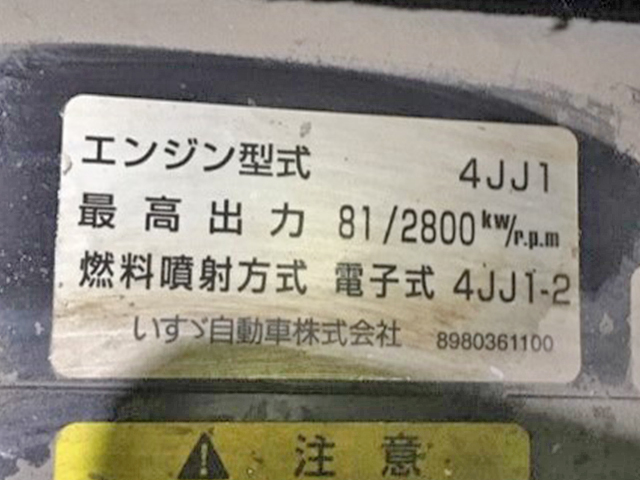 エンジン型式 4JJ1
最高出力 81/2800 kw/r.p.m
燃料噴射方式 電子式 4JJ1-2
いすゞ自動車株式会社 8980361100
注意